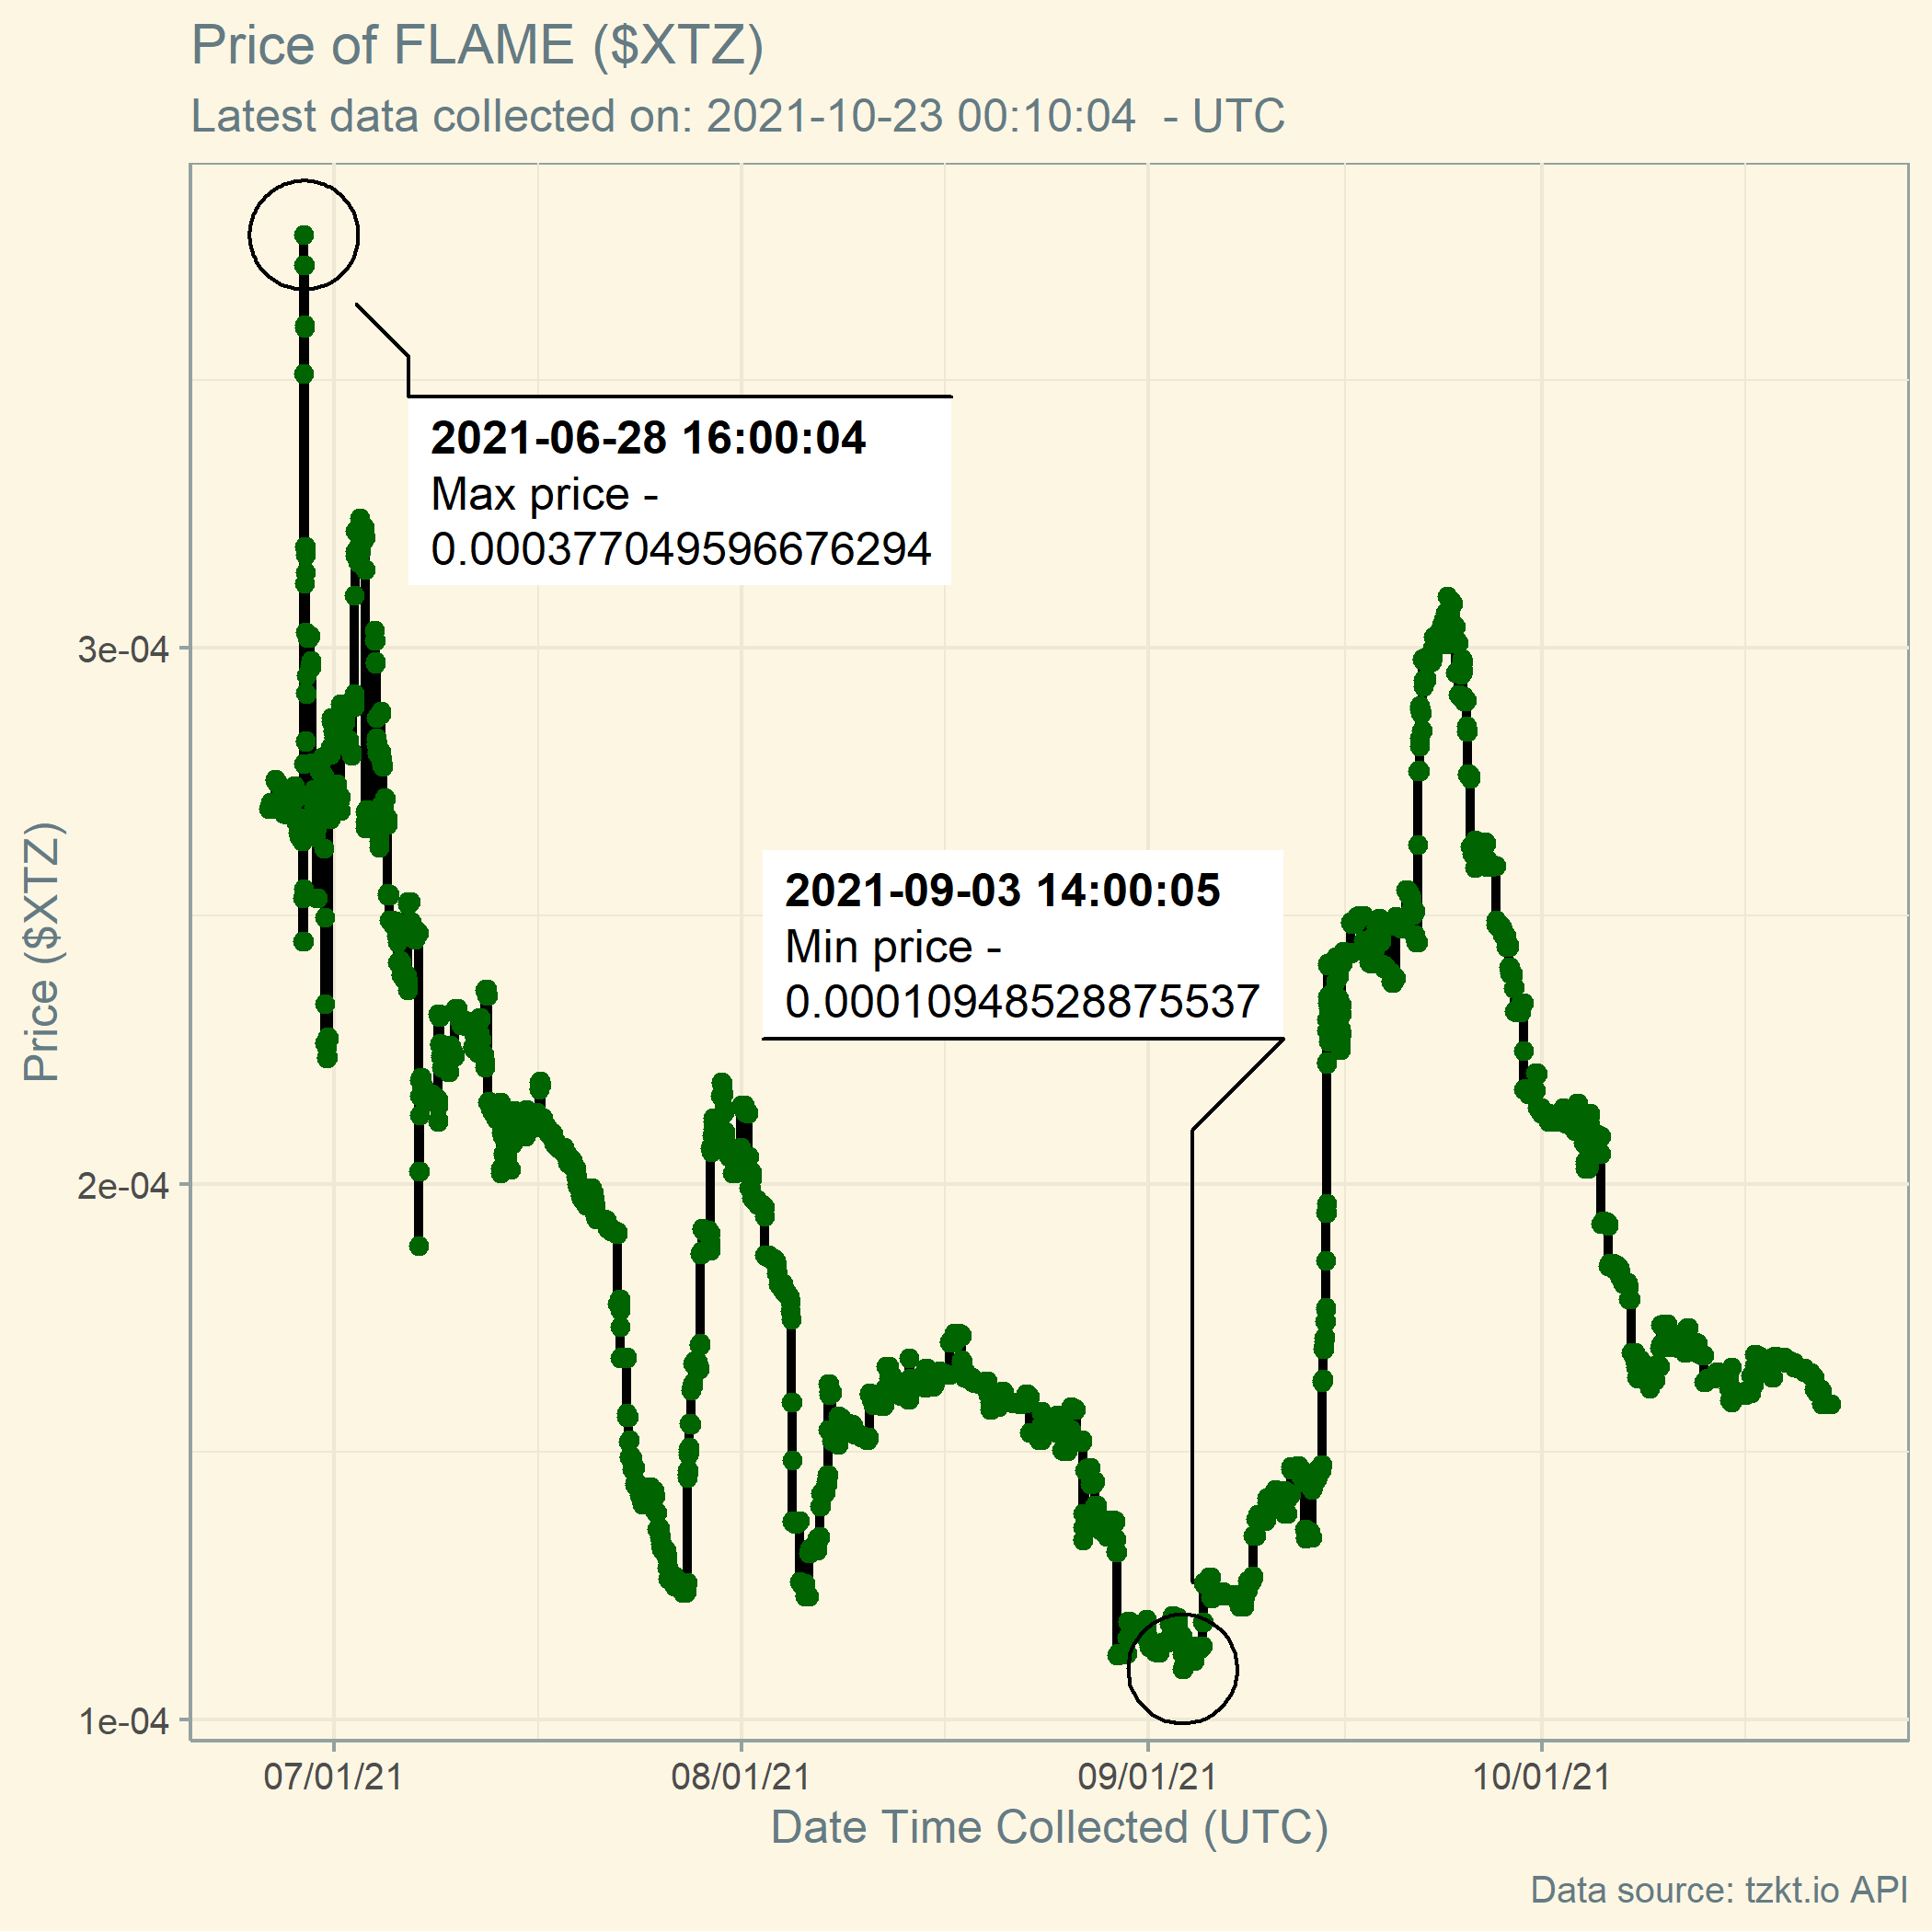 Price of FLAME ($XTZ)
Latest data collected on: 2021-10-23 00:10:04  - UTC
2021-06-28 16:00:04
Max price -
0.000377049596676294
3e-04
2021-09-03 14:00:05
Min price -
0.000109485288755​37
2e-04
1e-04
Price ($XTZ)
07/01/21
08/01/21
09/01/21
10/01/21
Date Time Collected (UTC)
Data source: tzkt.io API